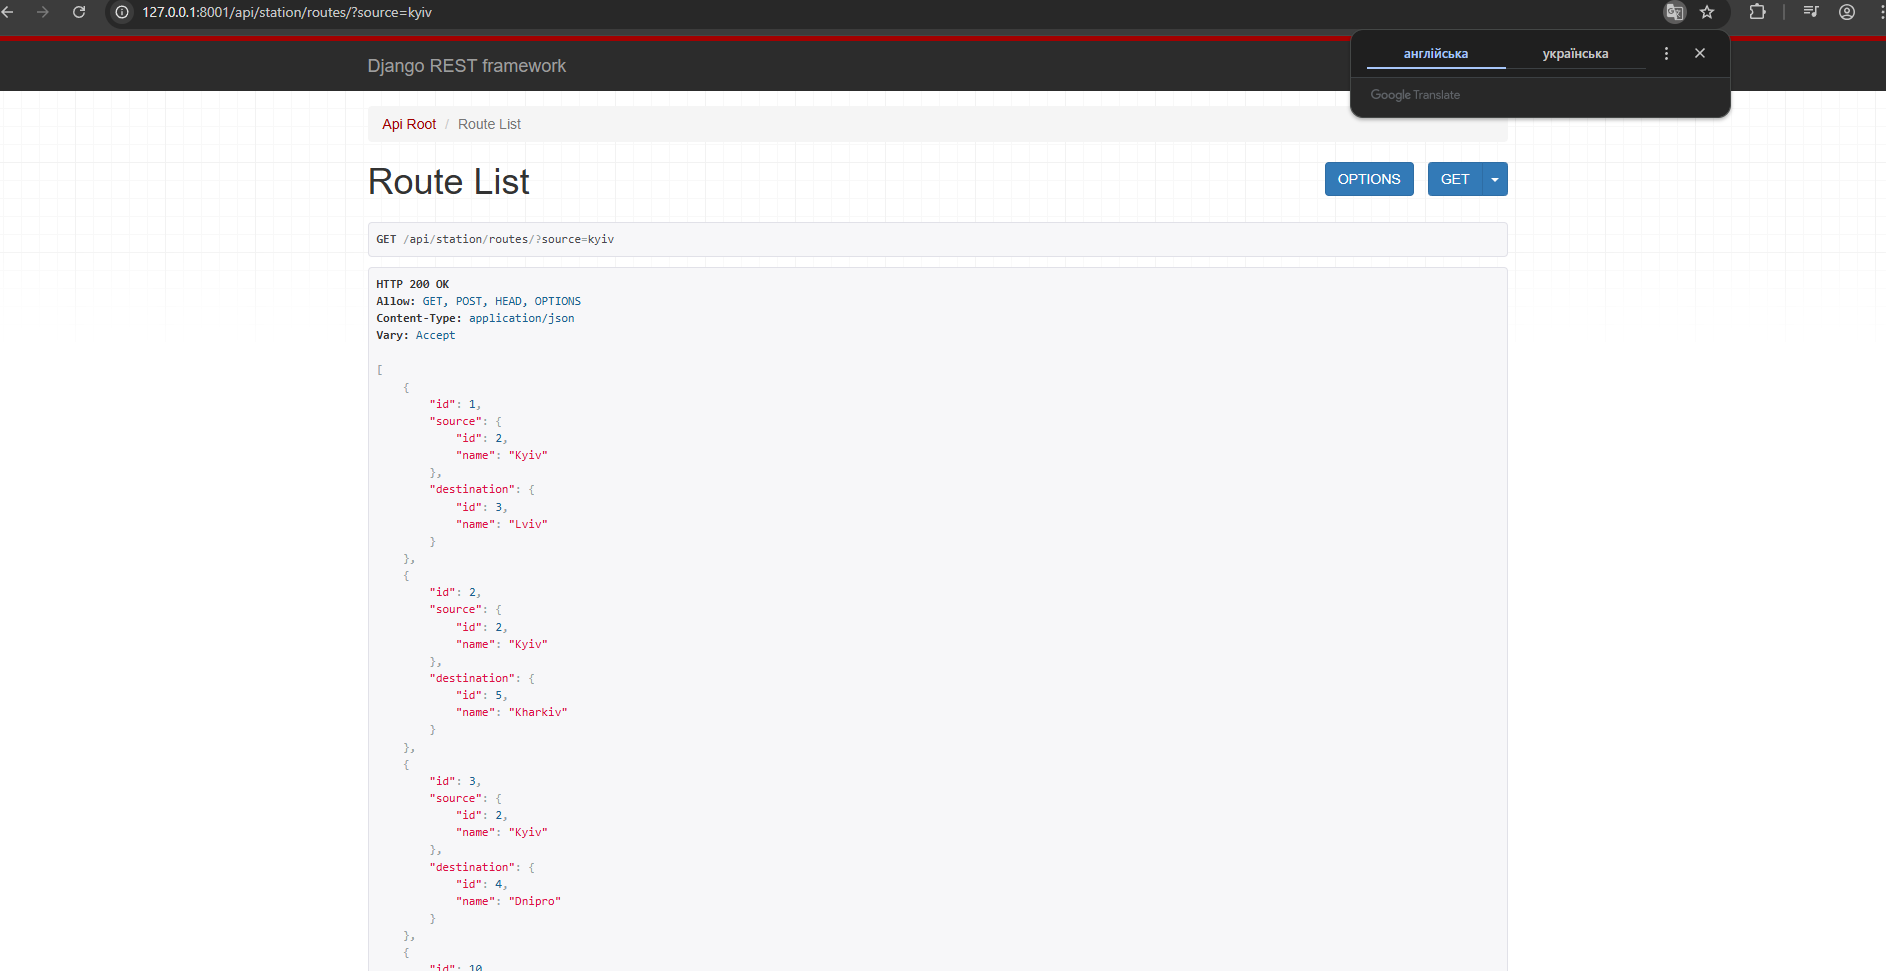 127.0.0.1:8001/api/station/routes/?source=kyiv
англійська українська
Google Translate
Django REST framework
Api Root / Route List
Route List
OPTIONS GET
GET /api/station/routes/?source=kyiv
HTTP 200 OK
Allow: GET, POST, HEAD, OPTIONS
Content-Type: application/json
Vary: Accept
[
    {
        "id": 1,
        "source": {
            "id": 2,
            "name": "Kyiv"
        },
        "destination": {
            "id": 3,
            "name": "Lviv"
        }
    },
    {
        "id": 2,
        "source": {
            "id": 2,
            "name": "Kyiv"
        },
        "destination": {
            "id": 5,
            "name": "Kharkiv"
        }
    },
    {
        "id": 3,
        "source": {
            "id": 2,
            "name": "Kyiv"
        },
        "destination": {
            "id": 4,
            "name": "Dnipro"
        }
    },
    {
        "id": 10,